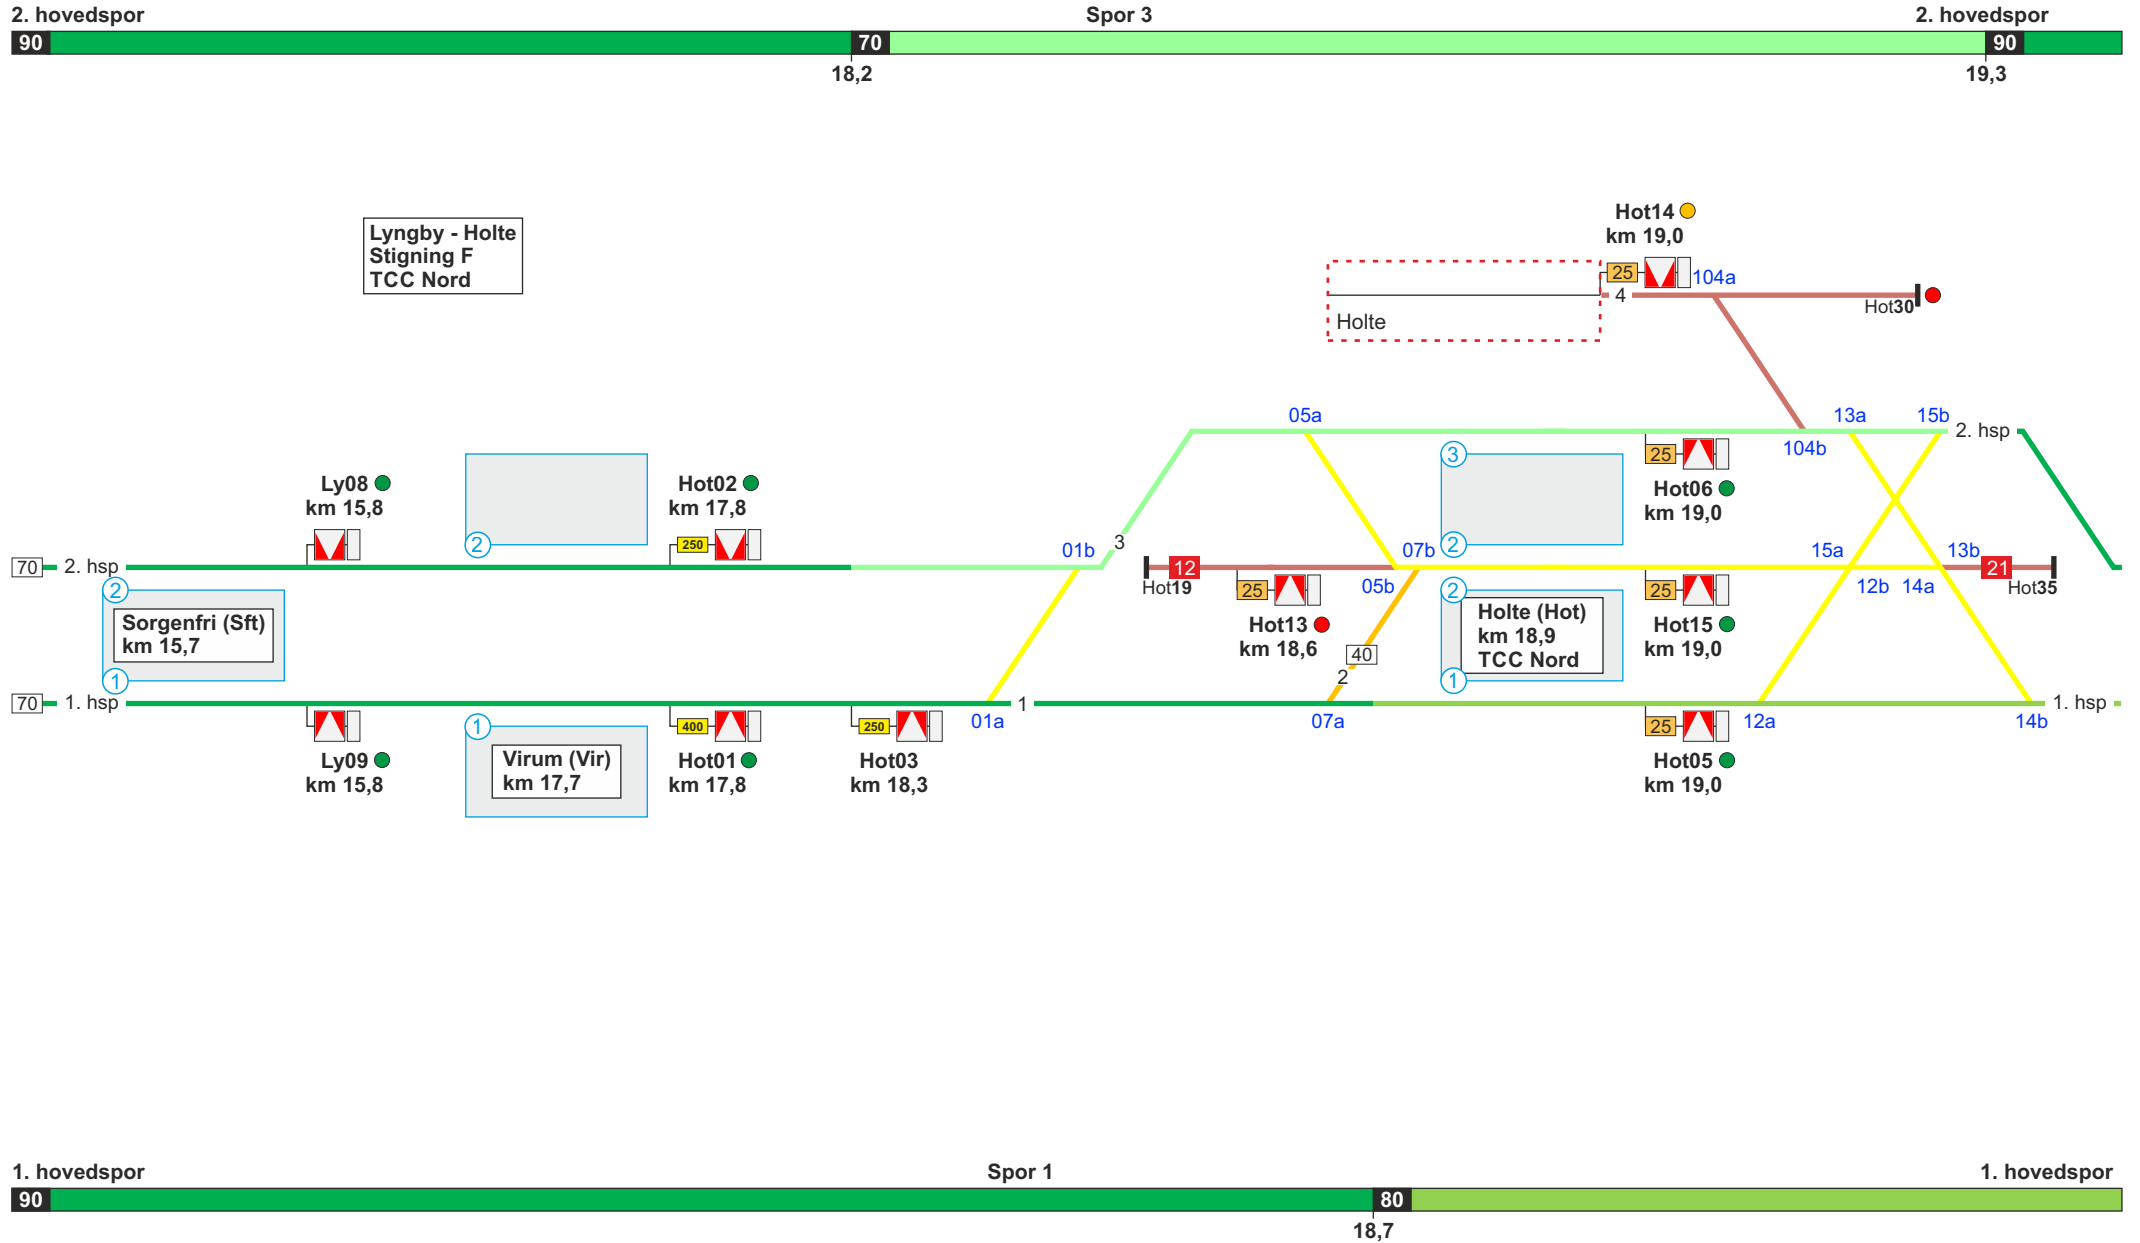 2. hovedspor Spor 3 2. hovedspor
90 70 90
18,2 19,3
Lyngby - Holte
Stigning F
TCC Nord
Hot14
km 19,0
25 104a
4
Hot30
Holte
05a 13a 15b
3 2. hsp
25 104b
Ly08 Hot02 Hot06
km 15,8 km 17,8 km 19,0
2 250 2
01b 3 07b 15a 13b
70 2. hsp 12 21
Hot19 05b 12b 14a Hot35
2 25 2 25
Sorgenfri (Sft)
km 15,7
Hot13
km 18,6
Holte (Hot)
km 18,9
TCC Nord
Hot15
km 19,0
40
2
1 1
70 1. hsp 1 1. hsp
01a 07a 12a 14b
1 400 250 25
Ly09 Virum (Vir) Hot01 Hot03 Hot05
km 15,8 km 17,7 km 17,8 km 18,3 km 19,0
1. hovedspor Spor 1 1. hovedspor
90 80
18,7